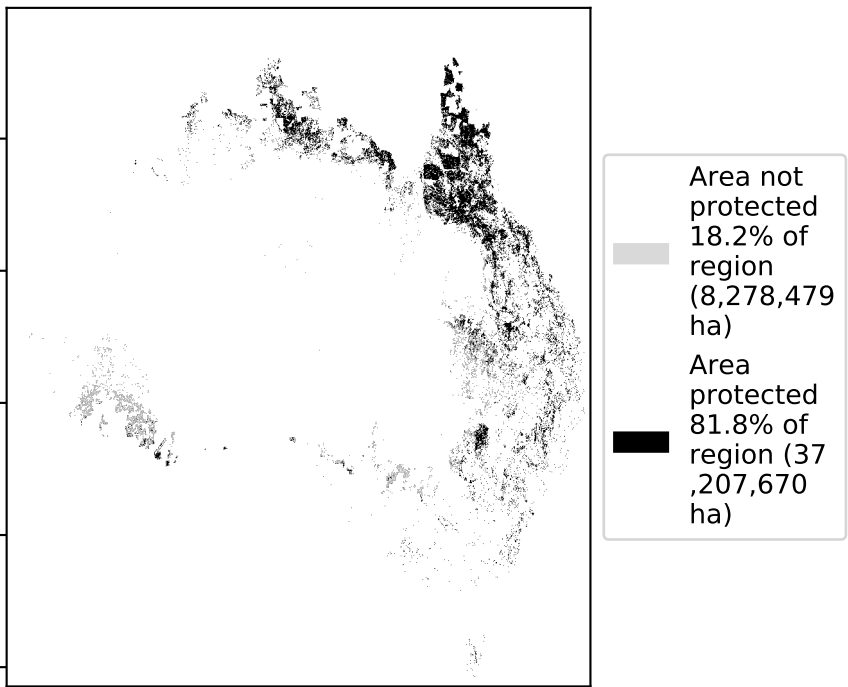 Area not
protected
18.2% of
region
(8,278,479
ha)
Area
protected
81.8% of
region (37
,207,670
ha)